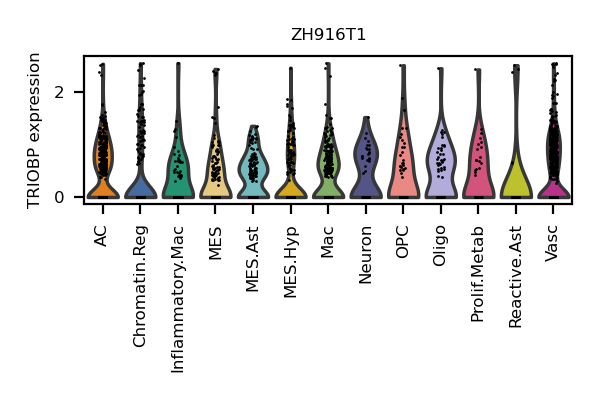 ZH916T1
TRIOBP expression
2
0
AC
Chromatin.Reg
Inflammatory.Mac
MES
MES.Ast
MES.Hyp
Mac
Neuron
OPC
Oligo
Prolif.Metab
Reactive.Ast
Vasc